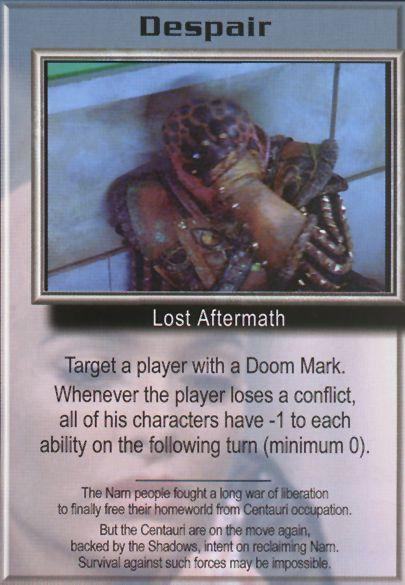 Despair
Lost Aftermath
Target a player with a Doom Mark.
Whenever the player loses a conflict,
all of his characters have -1 to each
ability on the following turn (minimum 0).
The Narn people fought a long war of liberation
to finally free their homeworld from Centauri occupation.
But the Centauri are on the move again,
backed by the Shadows, intent on reclaiming Narn.
Survival against such forces may be impossible.